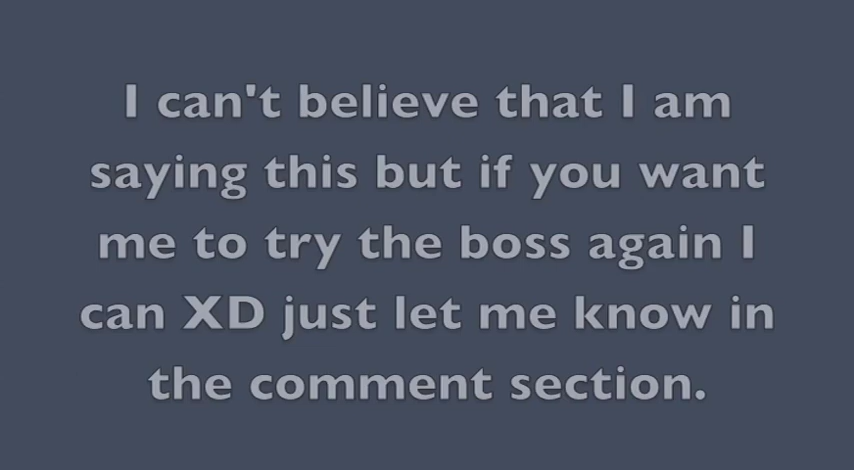 I can't believe that I am
saying this but if you want
me to try the boss again I
can XD just let me know in
the comment section.